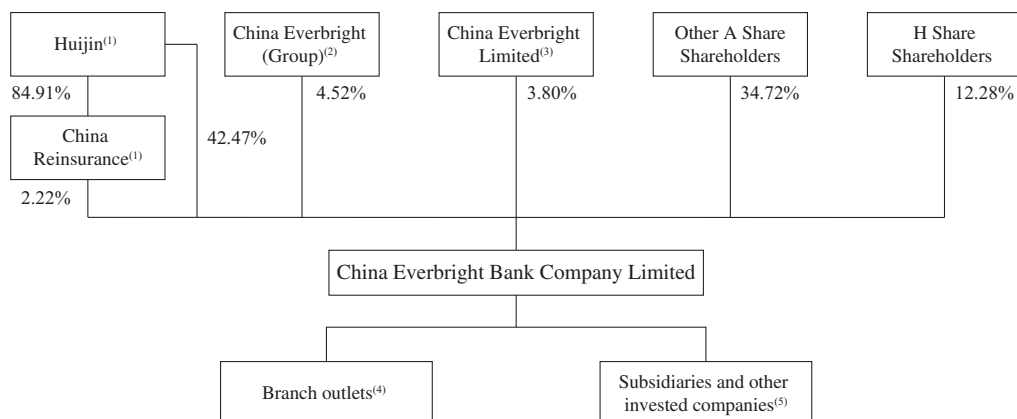 Huijin(1)
China Everbright
(Group)(2)
China Everbright
Limited(3)
Other A Share
Shareholders
H Share
Shareholders
84.91%
4.52%
3.80%
34.72%
12.28%
China
Reinsurance(1)
42.47%
2.22%
China Everbright Bank Company Limited
Branch outlets(4)
Subsidiaries and other
invested companies(5)